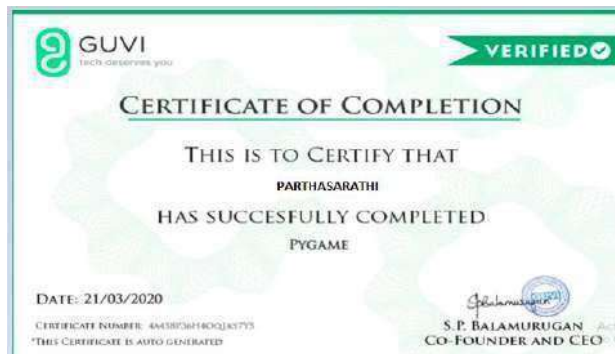 GUVI
tech deserves you
VERIFIED
CERTIFICATE OF COMPLETION
THIS IS TO CERTIFY THAT
PARTHASARATHI
HAS SUCCESFULLY COMPLETED
PYGAME
DATE: 21/03/2020
CERTIFICATE NUMBER:
*THIS CERTIFICATE IS AUTO GENERATED
S.P. BALAMURUGAN
CO-FOUNDER AND CEO